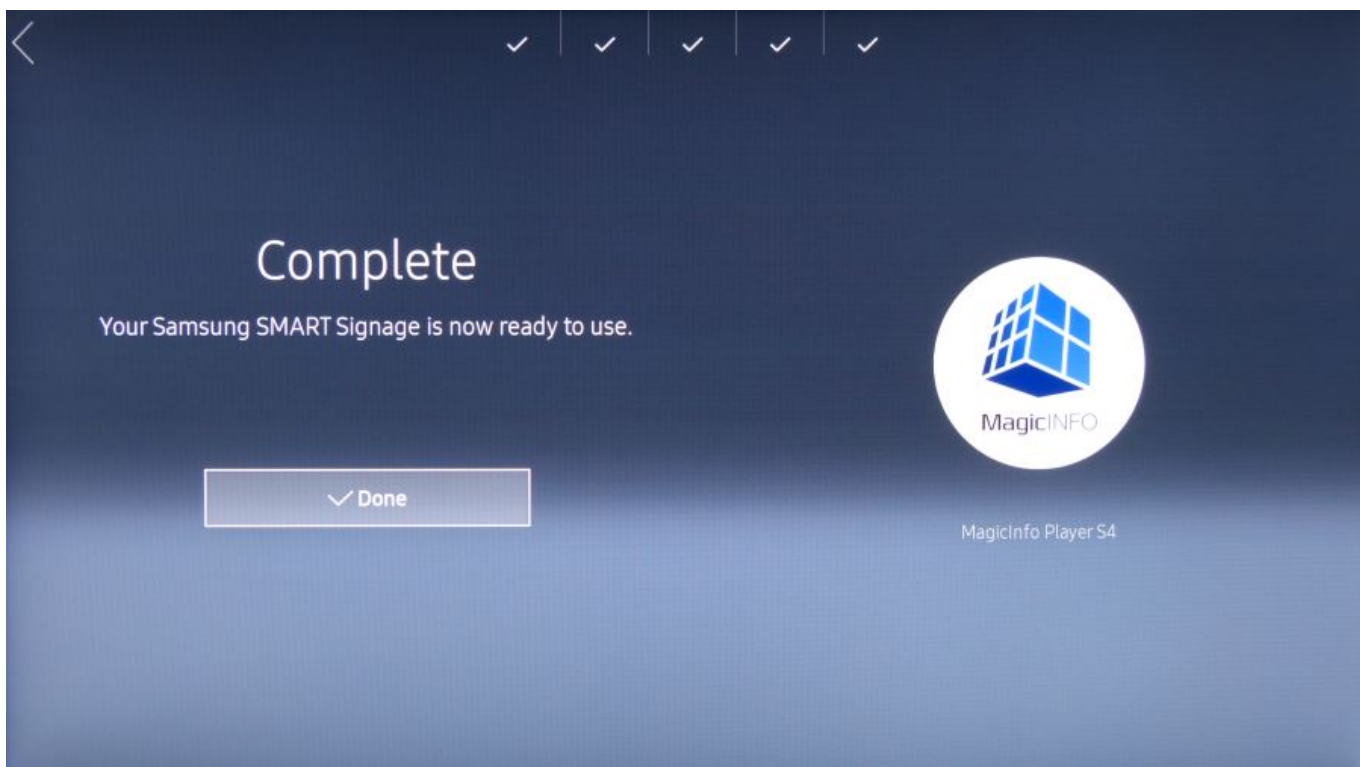 Complete
Your Samsung SMART Signage is now ready to use.
Done
MagicINFO
MagicInfo Player S4